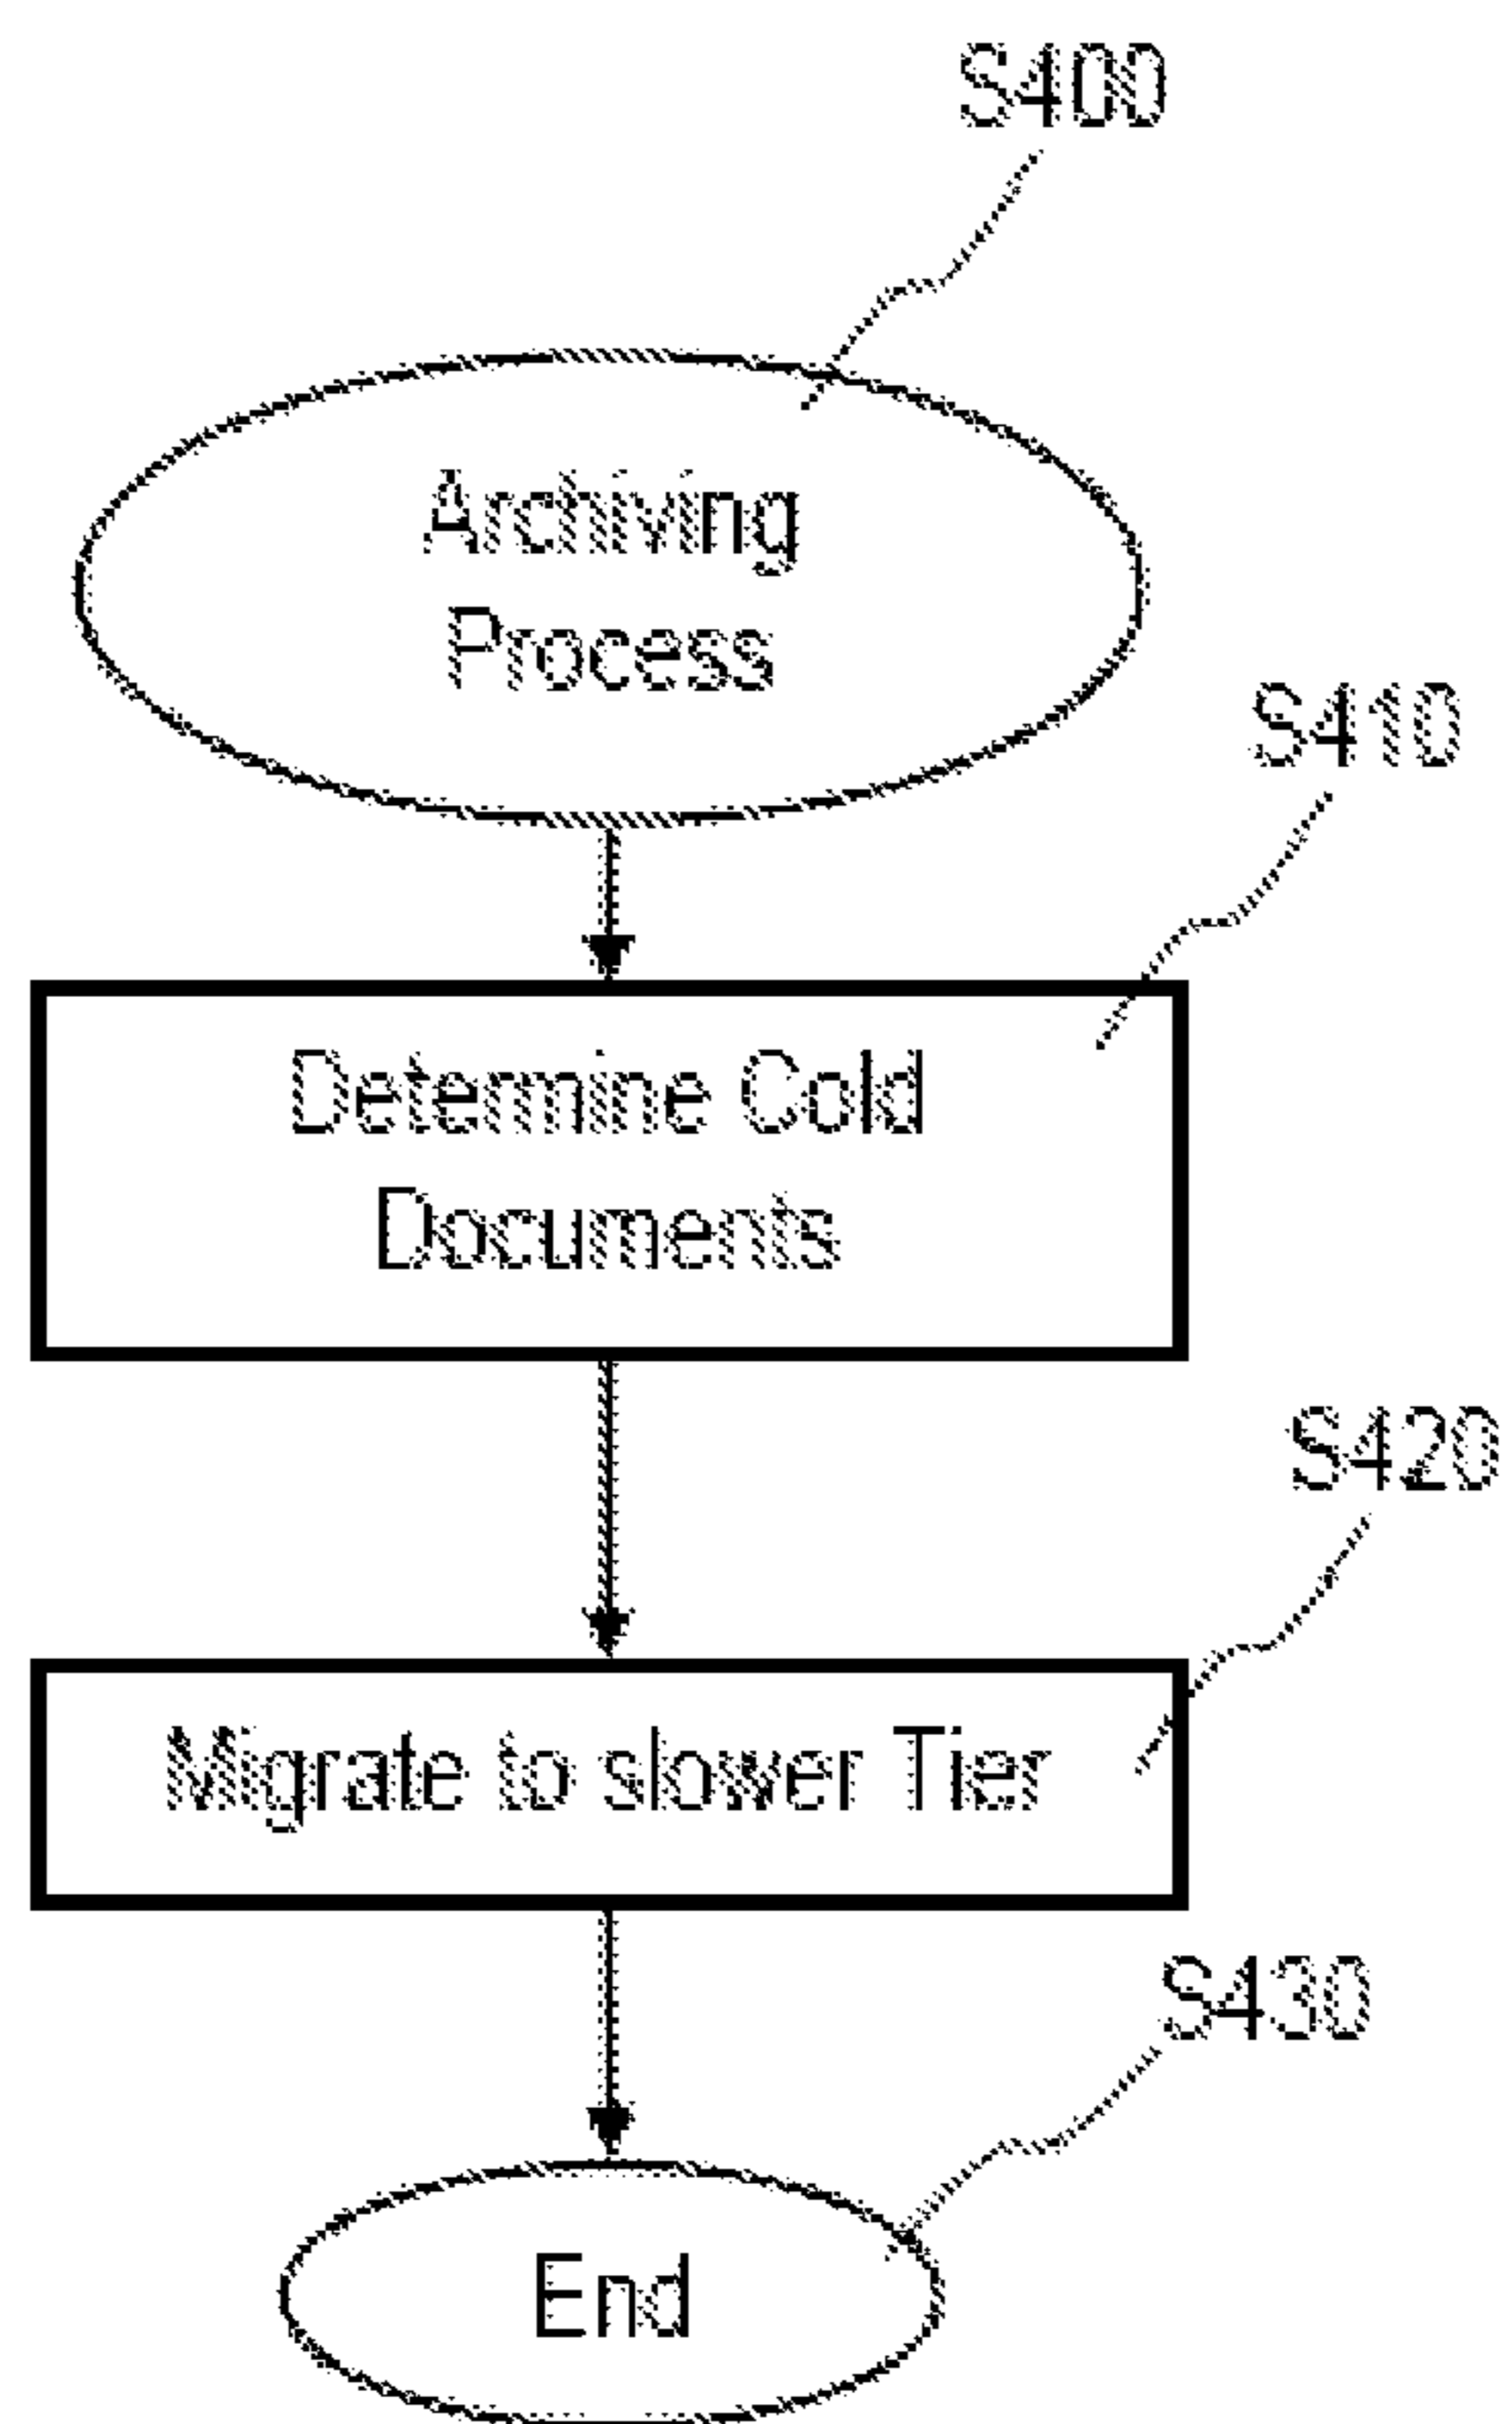 S400
Archiving
Process
S410
Determine Cold
Documents
S420
Migrate to slower Tier
S430
End